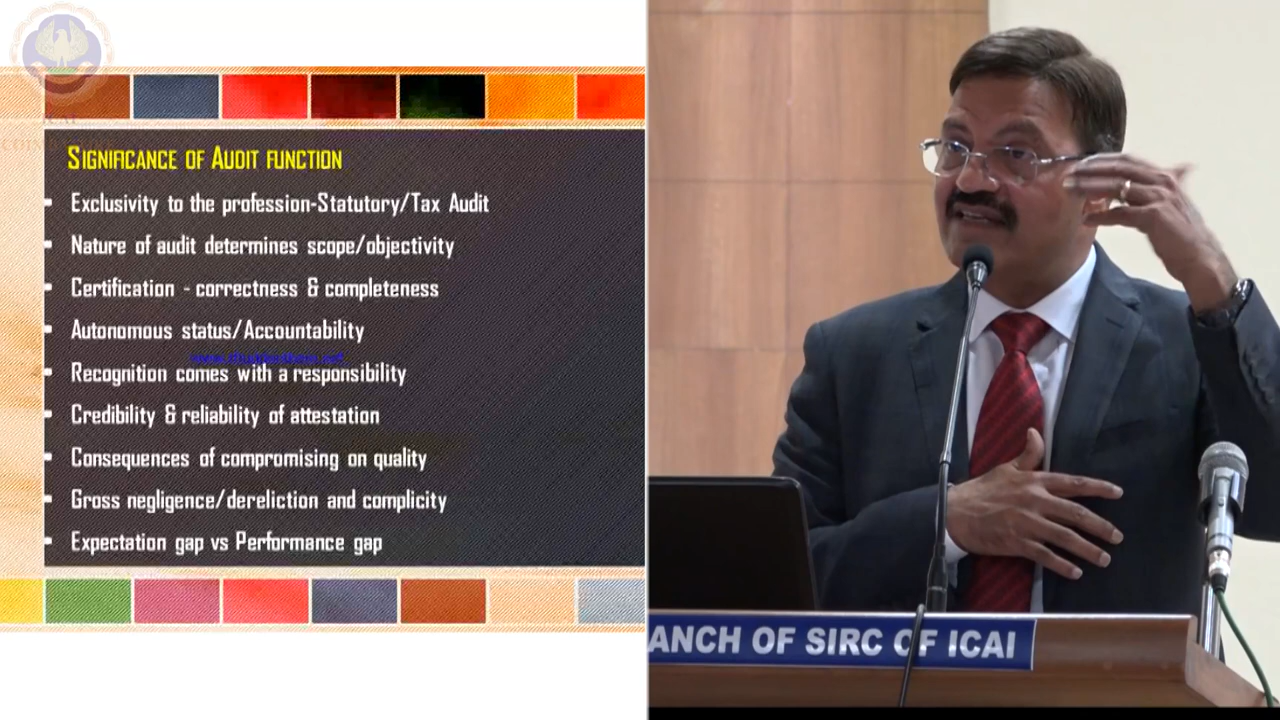 SIGNIFICANCE OF AUDIT FUNCTION
Exclusivity to the profession-Statutory/Tax Audit
Nature of audit determines scope/objectivity
Certification - correctness & completeness
Autonomous status/Accountability
Recognition comes with a responsibility
Credibility & reliability of attestation
Consequences of compromising on quality
Gross negligence/dereliction and complicity
Expectation gap vs Performance gap
ANCH OF SIRC OF ICAI